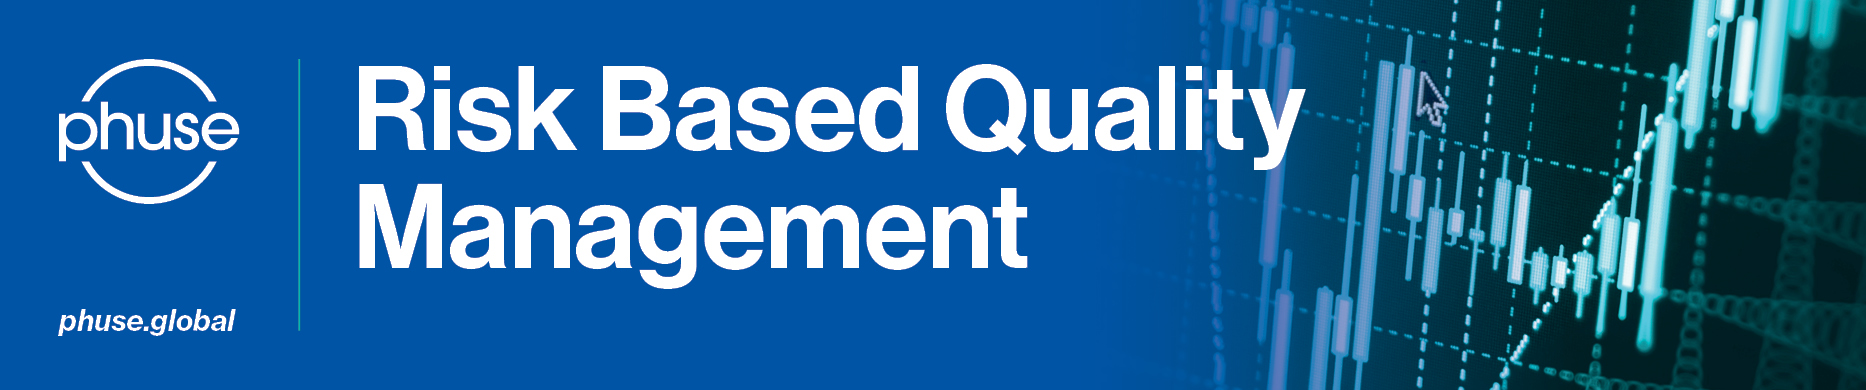 phuse
Risk Based Quality
Management
phuse.global